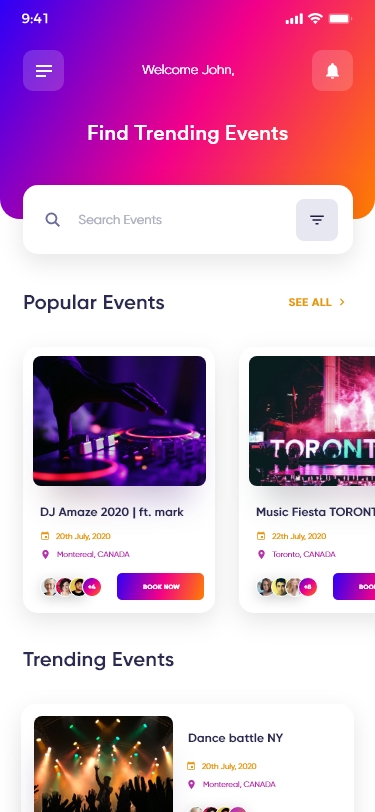 9:41
Welcome John,
Find Trending Events
Search Events
Popular Events
SEE ALL
TORONT
DJ Amaze 2020 | ft. mark
20th July, 2020
Montereal, CANADA
+6
BOOK NOW
Music Fiesta TORONT
22th July, 2020
Toronto, CANADA
+8
BOO
Trending Events
Dance battle NY
20th July, 2020
Montereal, CANADA